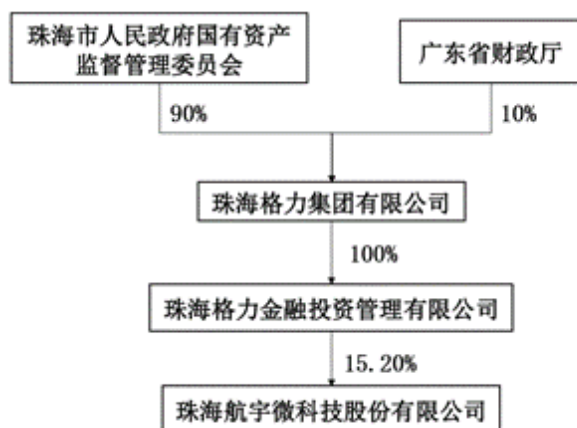 珠海市人民政府国有资产
监督管理委员会
广东省财政厅
90%
10%
珠海格力集团有限公司
100%
珠海格力金融投资管理有限公司
15.20%
珠海航宇微科技股份有限公司